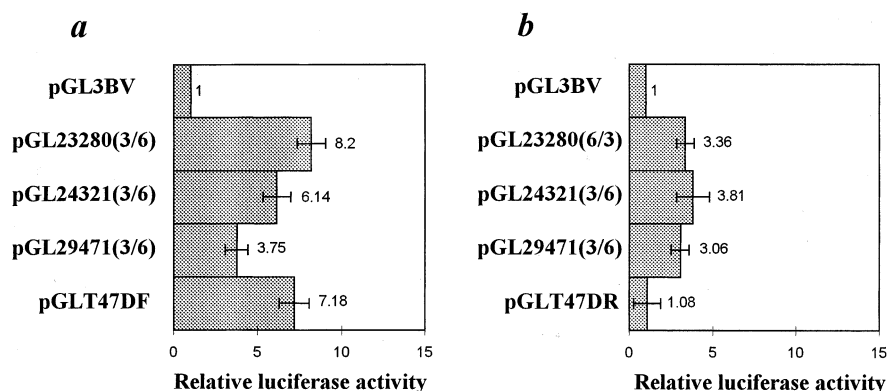 a
pGL3BV
1
pGL23280(3/6)
8.2
pGL24321(3/6)
6.14
pGL29471(3/6)
3.75
pGLT47DF
7.18
0 5 10 15
Relative luciferase activity
b
pGL3BV
1
pGL23280(6/3)
3.36
pGL24321(3/6)
3.81
pGL29471(3/6)
3.06
pGLT47DR
1.08
0 5 10 15
Relative luciferase activity